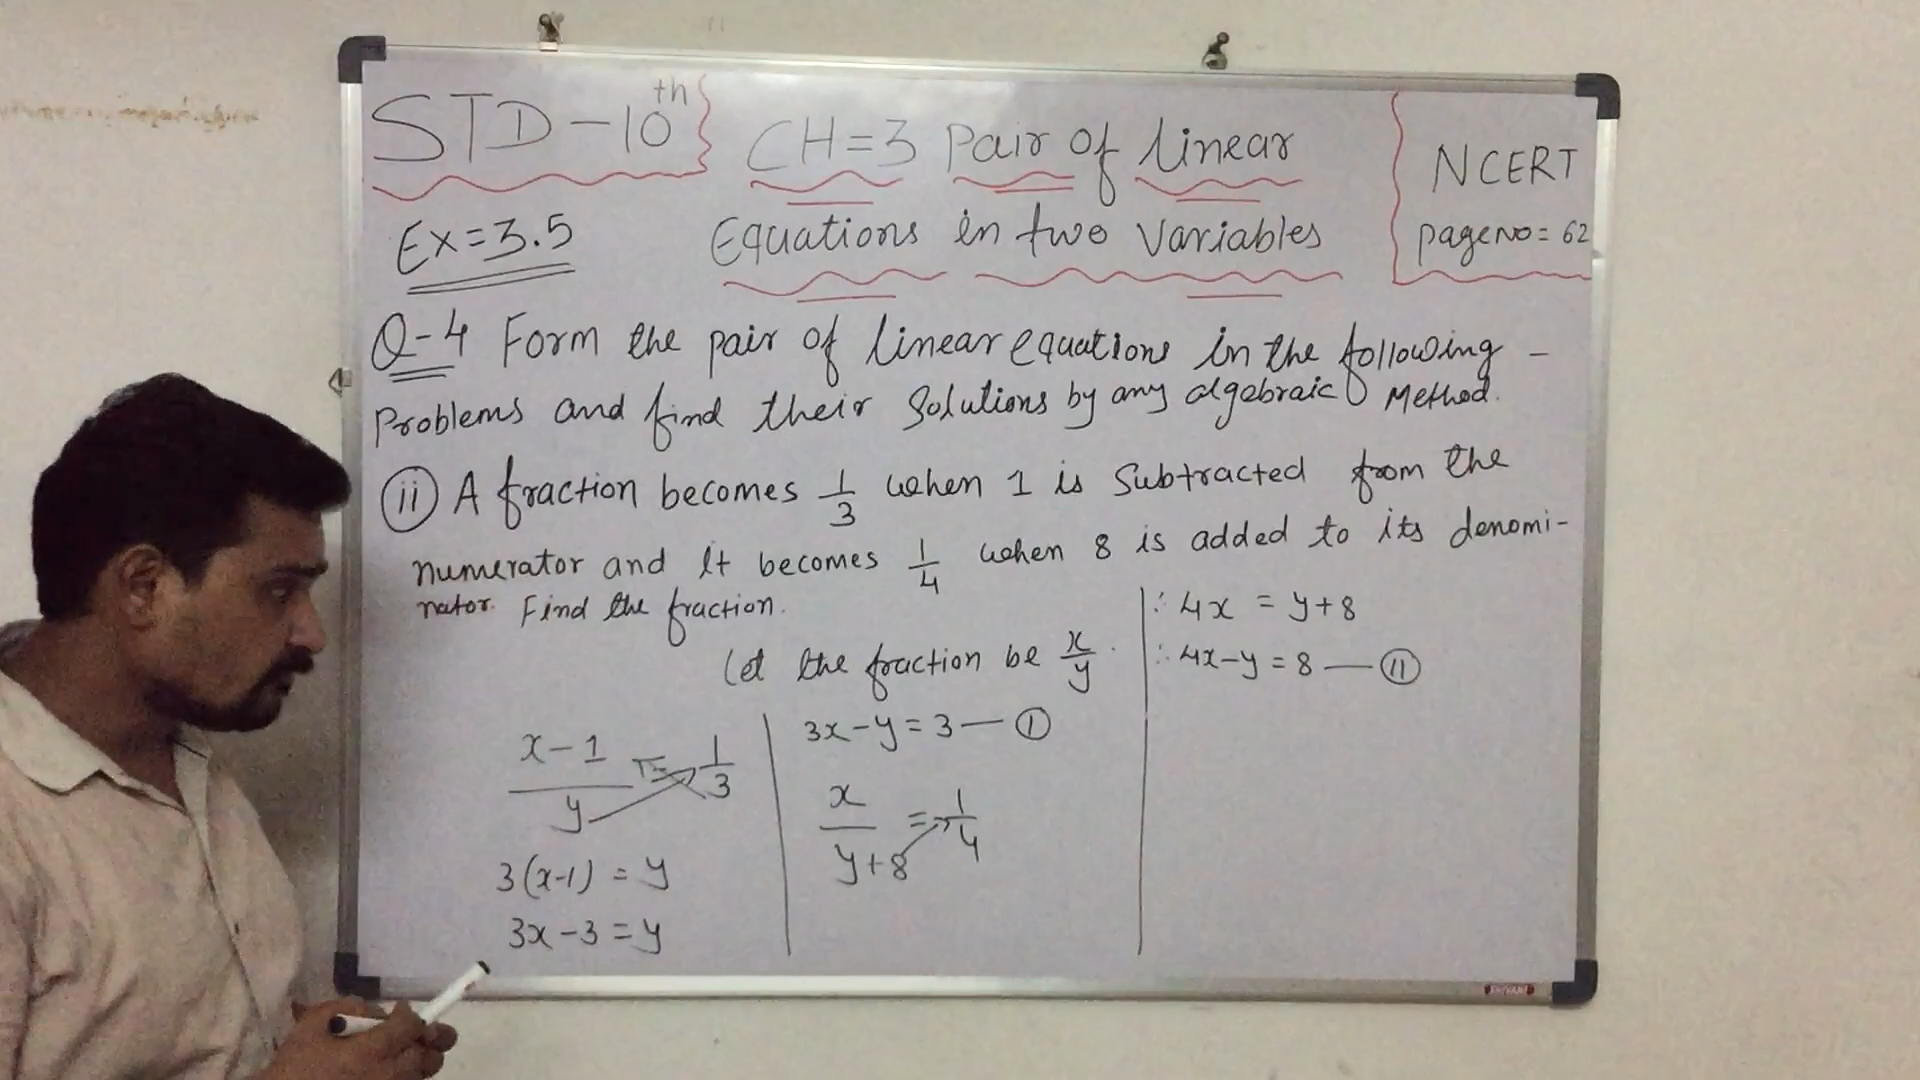 STD-10th
CH=3 Pair of Linear
Equations in two Variables
NCERT
page no = 62
Ex=3.5
Q-4 Form the pair of linear equations in the following -
Problems and find their Solutions by any algebraic Method.
(ii) A fraction becomes 1/3 when 1 is Subtracted from the
numerator and it becomes 1/4 when 8 is added to its denomi-
nator. Find the fraction.
Let the fraction be x/y.
(x-1)/y = 1/3
3(x-1) = y
3x-3 = y
3x-y = 3 — (I)
x/(y+8) = 1/4
∴ 4x = y+8
∴ 4x-y = 8 — (II)